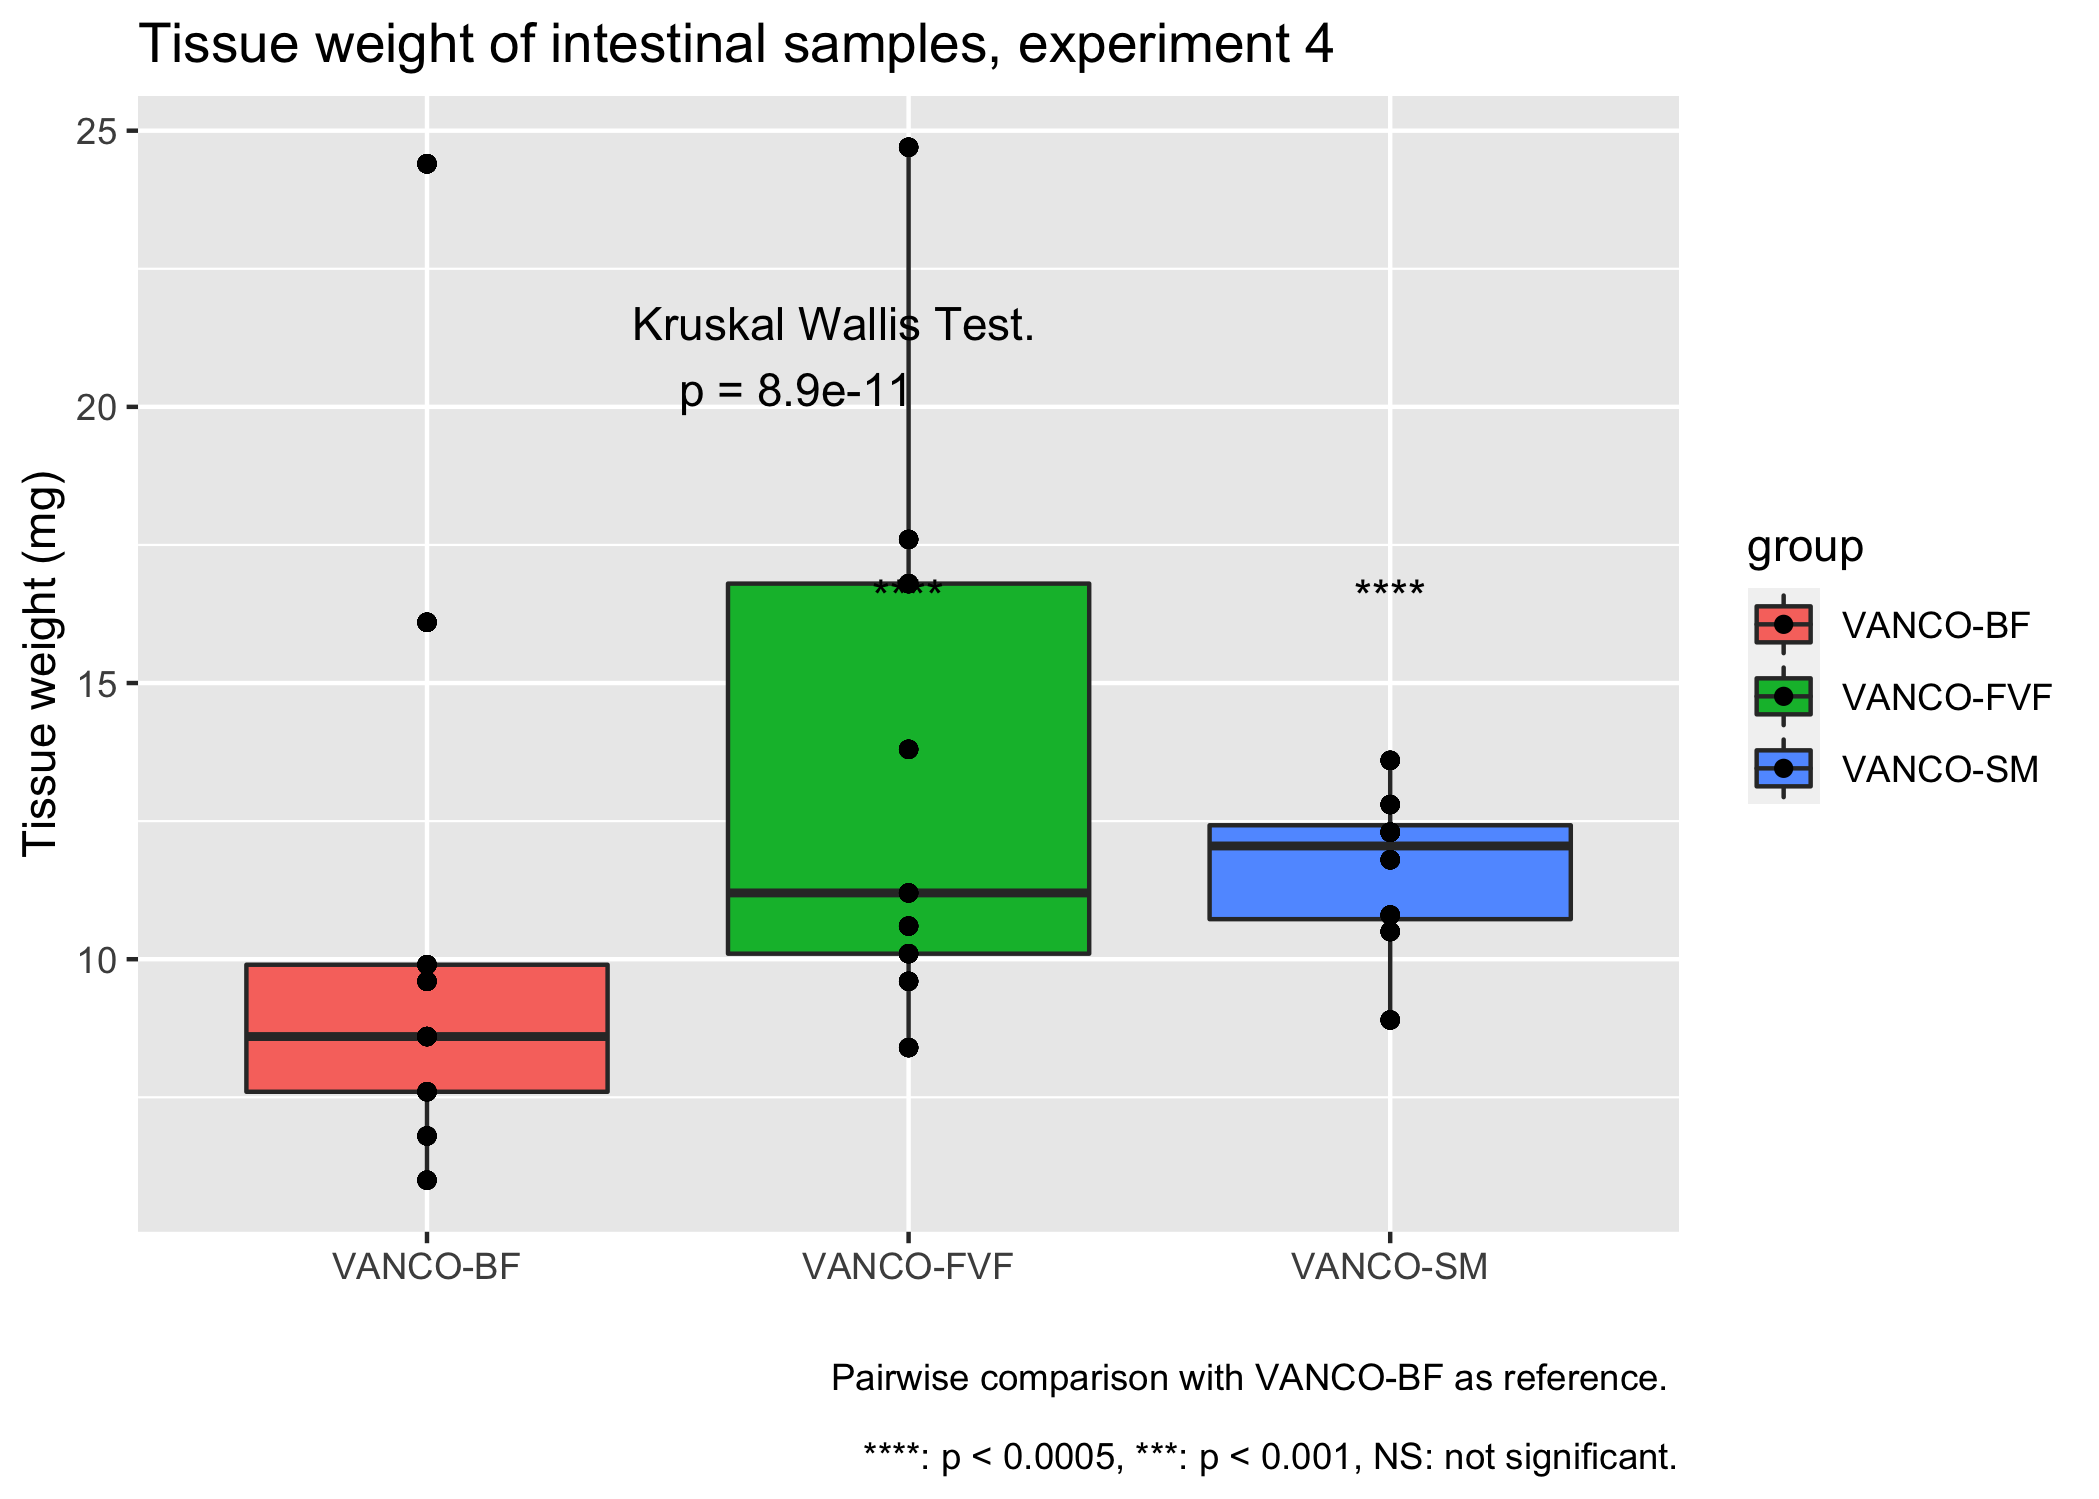 Tissue weight of intestinal samples, experiment 4
Tissue weight (mg)
25
20
15
10
Kruskal Wallis Test.
p = 8.9e-11
****
****
VANCO-BF
VANCO-FVF
VANCO-SM
group
VANCO-BF
VANCO-FVF
VANCO-SM
Pairwise comparison with VANCO-BF as reference.
****: p < 0.0005, ***: p < 0.001, NS: not significant.